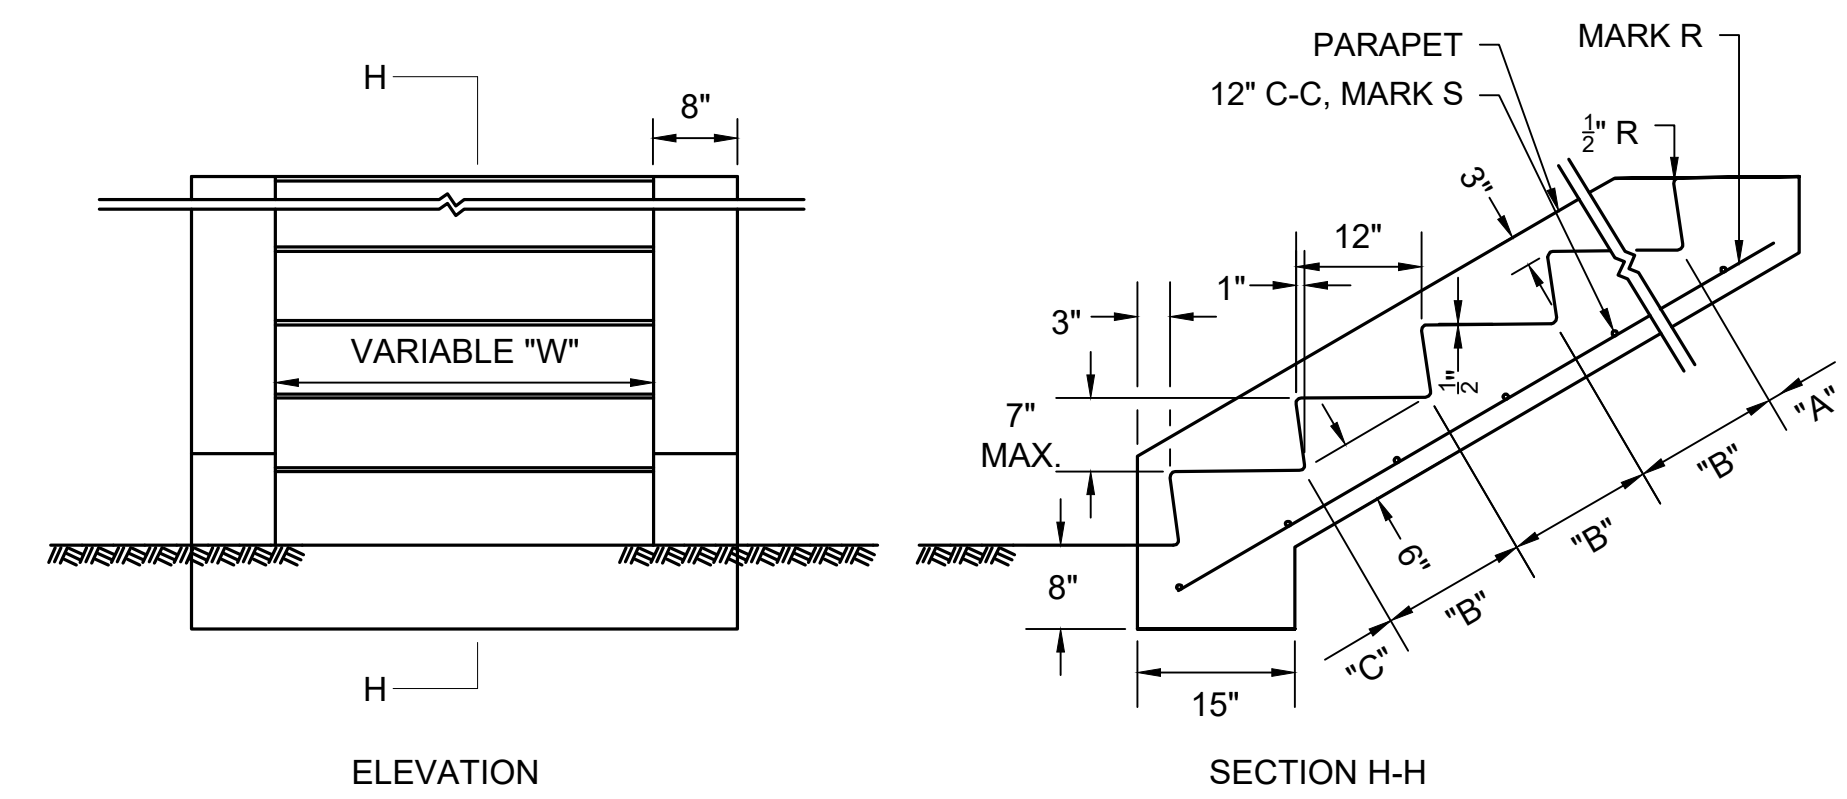 H
8"
VARIABLE "W"
H
ELEVATION
PARAPET
MARK R
12" C-C, MARK S
1/2" R
3"
12"
1"
3"
1/2"
7"
MAX.
"A"
"B"
"B"
6"
"B"
8"
"C"
15"
SECTION H-H